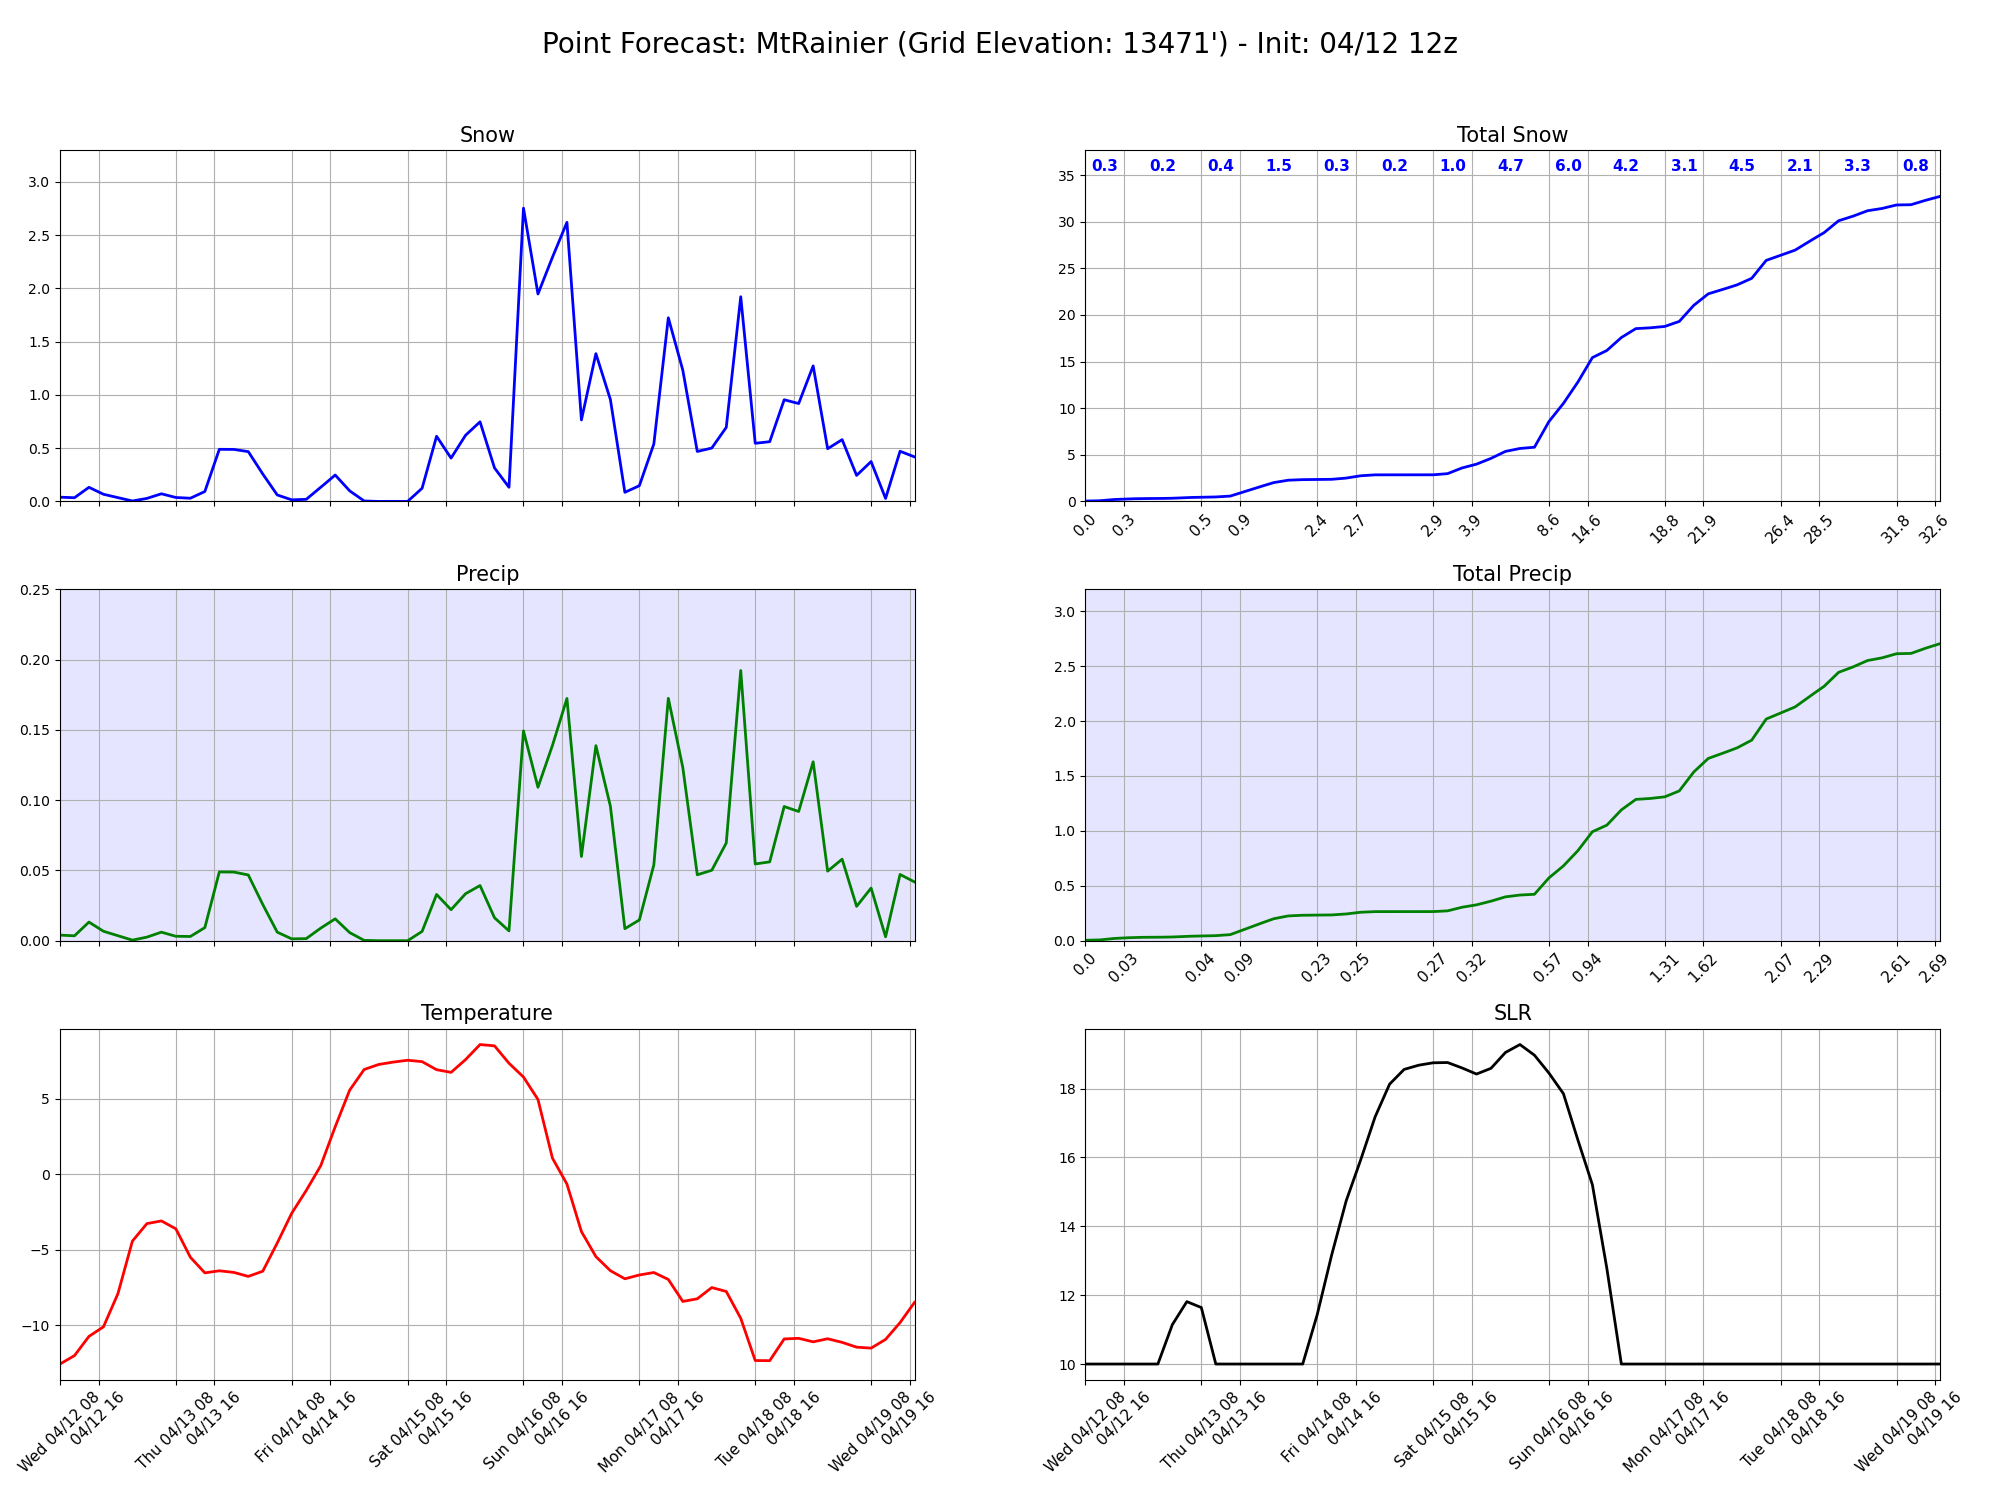 Point Forecast: MtRainier (Grid Elevation: 13471') - Init: 04/12 12z
Snow
3.0
2.5
2.0
1.5
1.0
0.5
0.0
Total Snow
0.3 0.2 0.4 1.5 0.3 0.2 1.0 4.7 6.0 4.2 3.1 4.5 2.1 3.3 0.8
35
30
25
20
15
10
5
0
0.0 0.3 0.5 0.9 2.4 2.7 2.9 3.9 8.6 14.6 18.8 21.9 26.4 28.5 31.8 32.6
Precip
0.25
0.20
0.15
0.10
0.05
0.00
Total Precip
3.0
2.5
2.0
1.5
1.0
0.5
0.0
0.0 0.03 0.04 0.09 0.23 0.25 0.27 0.32 0.57 0.94 1.31 1.62 2.07 2.29 2.61 2.69
Temperature
5
0
−5
−10
Wed 04/12 08
04/12 16
Thu 04/13 08
04/13 16
Fri 04/14 08
04/14 16
Sat 04/15 08
04/15 16
Sun 04/16 08
04/16 16
Mon 04/17 08
04/17 16
Tue 04/18 08
04/18 16
Wed 04/19 08
04/19 16
SLR
18
16
14
12
10
Wed 04/12 08
04/12 16
Thu 04/13 08
04/13 16
Fri 04/14 08
04/14 16
Sat 04/15 08
04/15 16
Sun 04/16 08
04/16 16
Mon 04/17 08
04/17 16
Tue 04/18 08
04/18 16
Wed 04/19 08
04/19 16